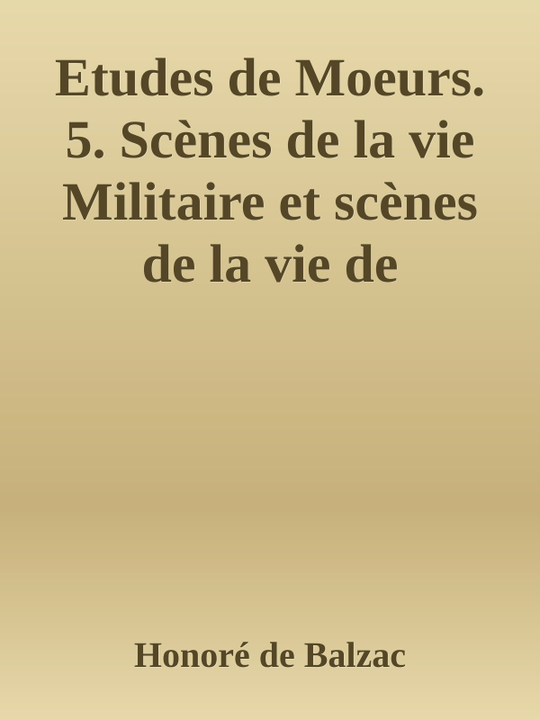 Etudes de Moeurs.
5. Scènes de la vie
Militaire et scènes
de la vie de
Honoré de Balzac